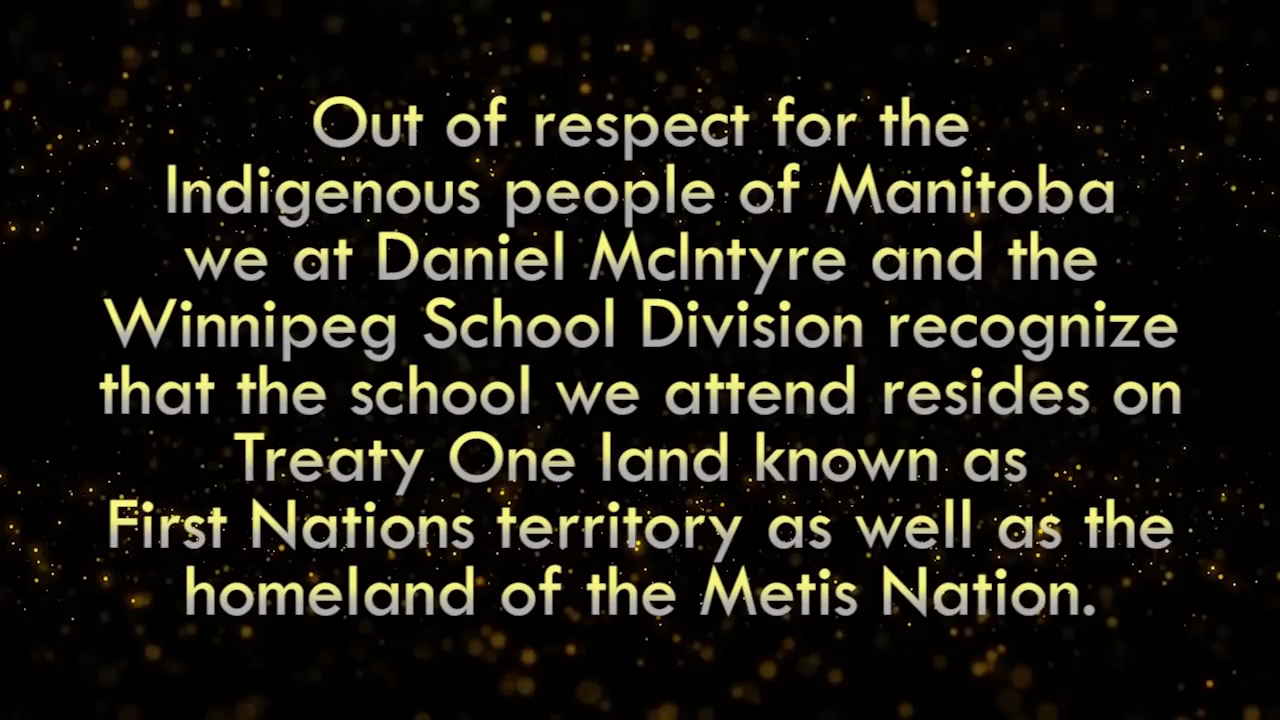 Out of respect for the
Indigenous people of Manitoba
we at Daniel McIntyre and the
Winnipeg School Division recognize
that the school we attend resides on
Treaty One land known as
First Nations territory as well as the
homeland of the Metis Nation.